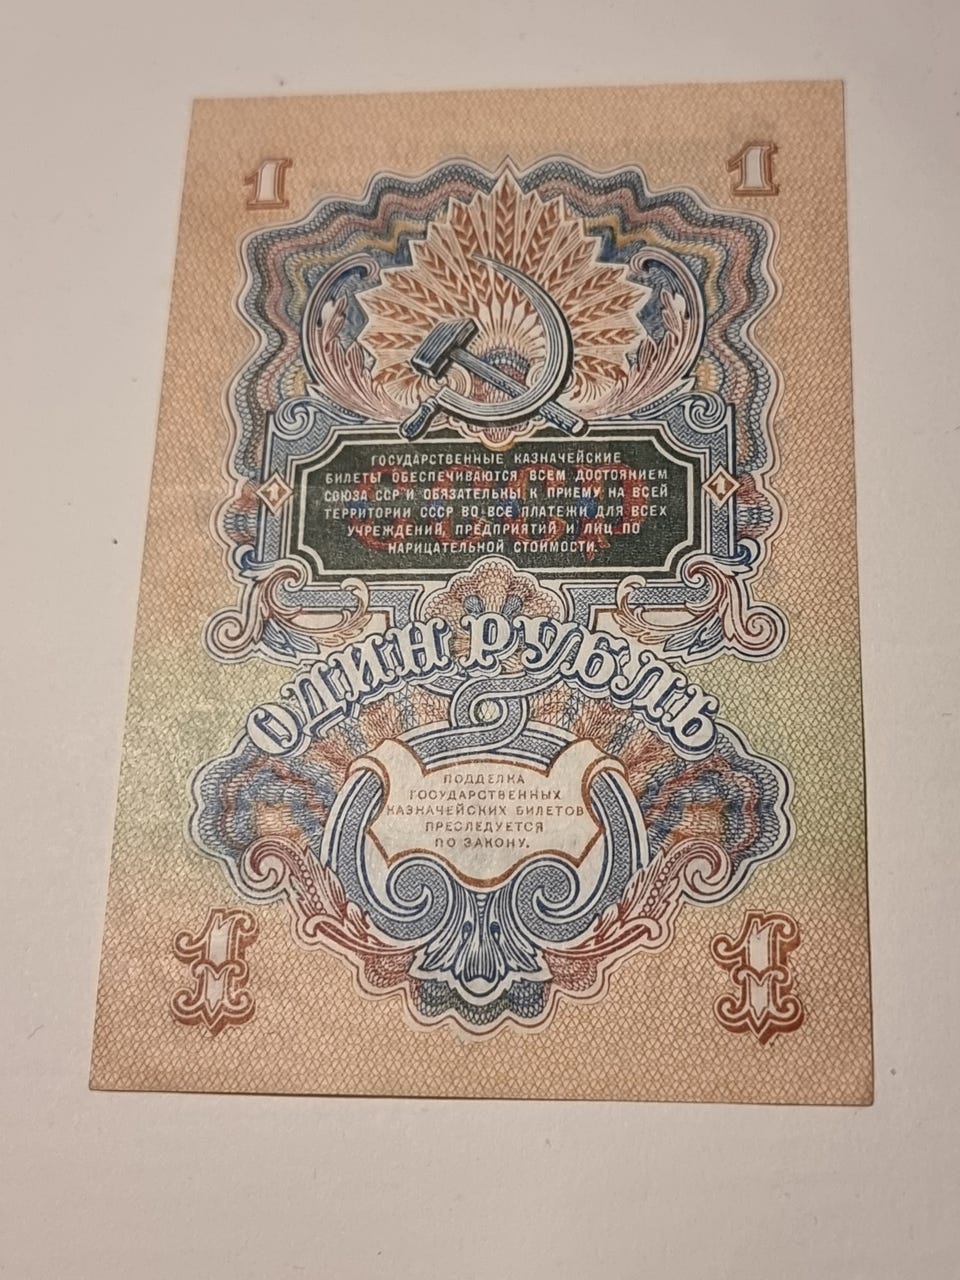 1 1
ГОСУДАРСТВЕННЫЕ КАЗНАЧЕЙСКИЕ
БИЛЕТЫ ОБЕСПЕЧИВАЮТСЯ ВСЕМ ДОСТОЯНИЕМ
СОЮЗА ССР И ОБЯЗАТЕЛЬНЫ К ПРИЕМУ НА ВСЕЙ
ТЕРРИТОРИИ СССР ВО ВСЕ ПЛАТЕЖИ ДЛЯ ВСЕХ
УЧРЕЖДЕНИЙ, ПРЕДПРИЯТИЙ И ЛИЦ ПО
НАРИЦАТЕЛЬНОЙ СТОИМОСТИ.
1 1
СССР
ОДИН РУБЛЬ
ПОДДЕЛКА
ГОСУДАРСТВЕННЫХ
КАЗНАЧЕЙСКИХ БИЛЕТОВ
ПРЕСЛЕДУЕТСЯ
ПО ЗАКОНУ.
1 1